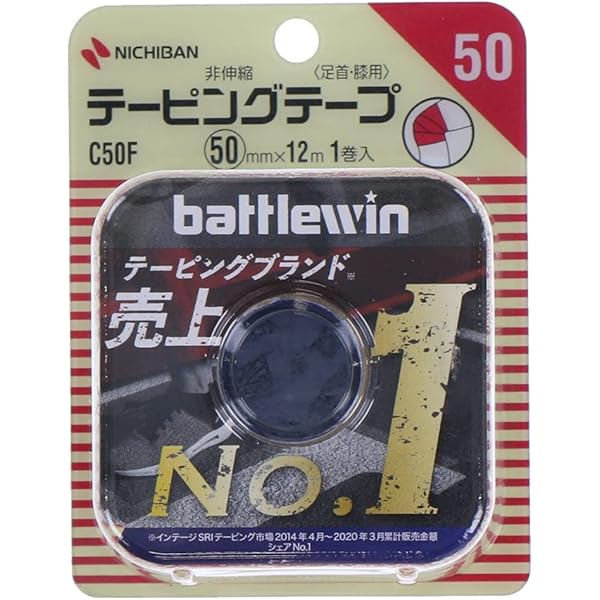 NICHIBAN
50
非伸縮 〈足首・膝用〉
テーピングテープ
C50F 50mm×12m 1巻入
battlewin
テーピングブランド※
売上
No.1
※インテージSRIテーピング市場2014年4月～2020年3月累計販売金額
シェアNo.1